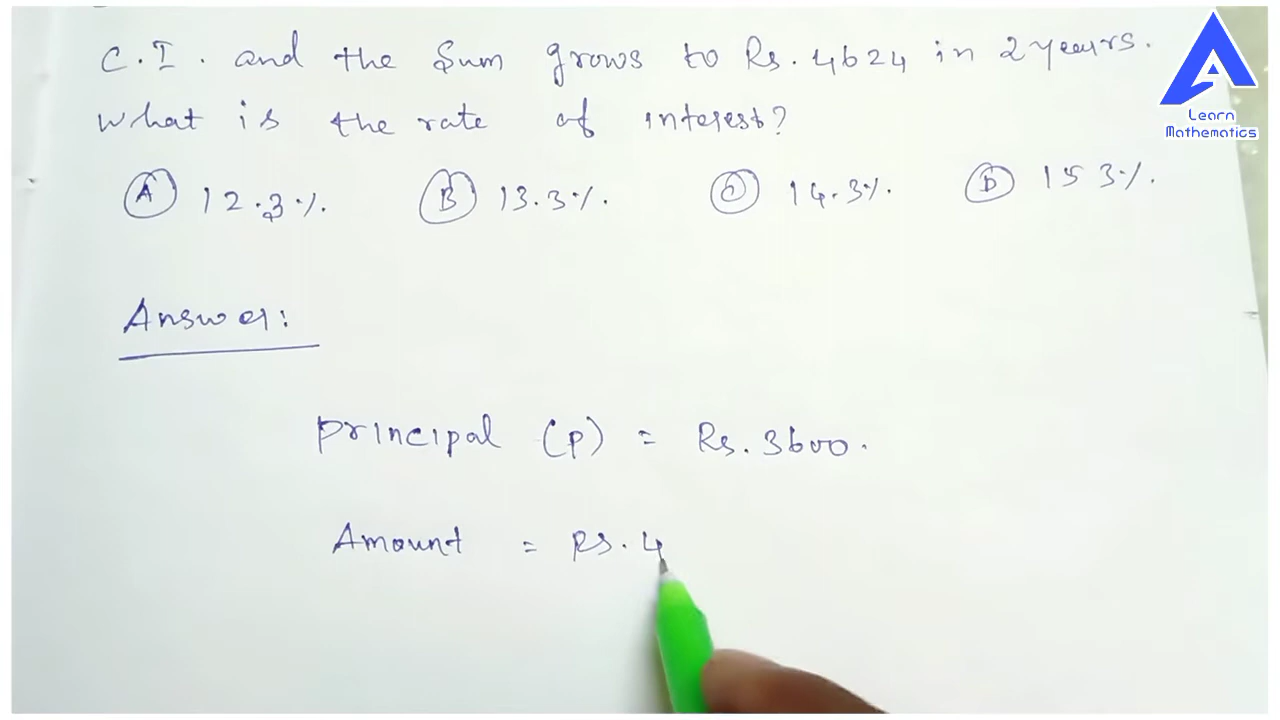 C.I. and the Sum grows to Rs. 4624 in 2 years.
What is the rate of interest?
(A) 12.3%. (B) 13.3%. (C) 14.3%. (D) 15 3%.
Answer:
Principal (P) = Rs. 3600.
Amount = Rs. 4
Learn
Mathematics